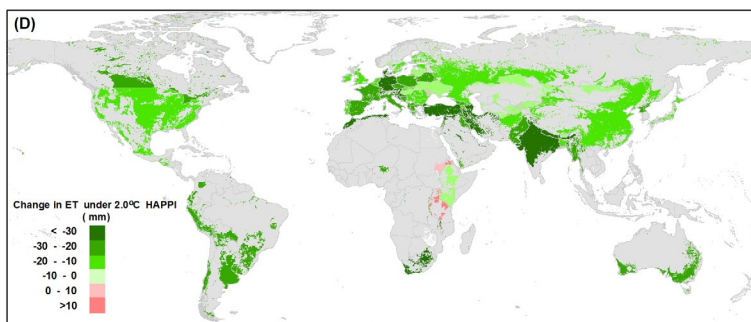 (D)
Change in ET under 2.0°C HAPPI
( mm)
< -30
-30 - -20
-20 - -10
-10 - 0
0 - 10
>10